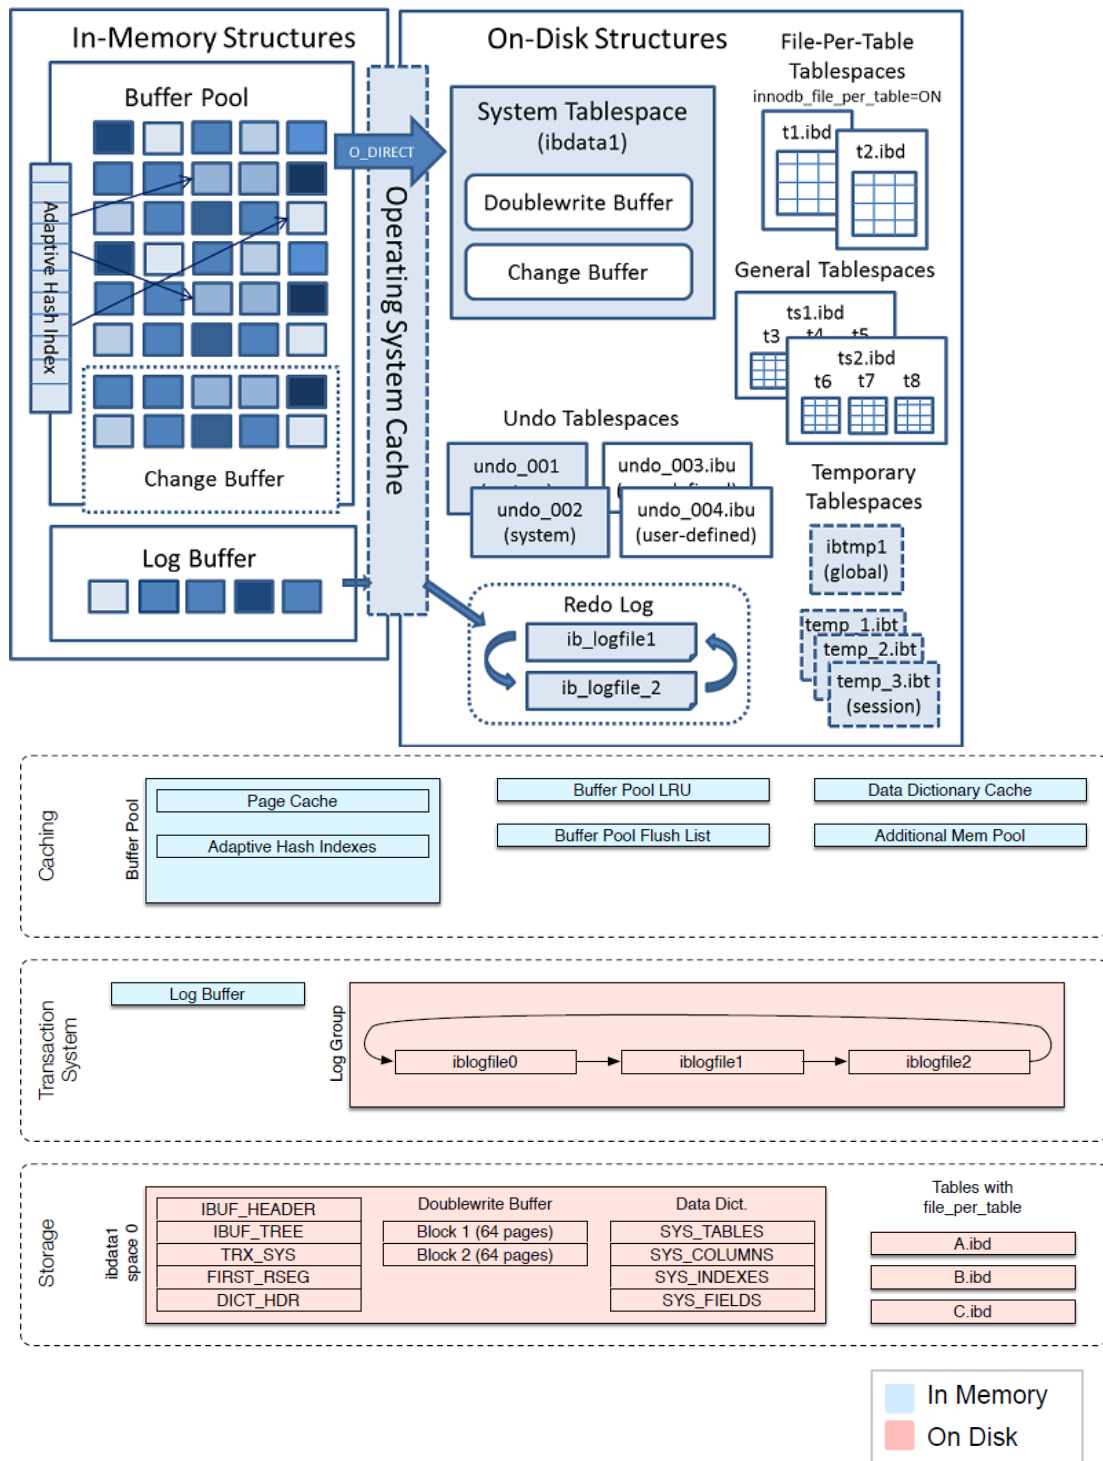 In-Memory Structures
Buffer Pool
Adaptive Hash Index
Change Buffer
Log Buffer
O_DIRECT
Operating System Cache
On-Disk Structures
System Tablespace
(ibdata1)
Doublewrite Buffer
Change Buffer
File-Per-Table
Tablespaces
innodb_file_per_table=ON
t1.ibd
t2.ibd
General Tablespaces
ts1.ibd
t3 t4 t5
ts2.ibd
t6 t7 t8
Undo Tablespaces
undo_001
undo_002
(system)
undo_003.ibu
undo_004.ibu
(user-defined)
Temporary
Tablespaces
ibtmp1
(global)
temp_1.ibt
temp_2.ibt
temp_3.ibt
(session)
Redo Log
ib_logfile1
ib_logfile_2
Caching
Buffer Pool
Page Cache
Adaptive Hash Indexes
Buffer Pool LRU
Buffer Pool Flush List
Data Dictionary Cache
Additional Mem Pool
Transaction
System
Log Buffer
Log Group
iblogfile0
iblogfile1
iblogfile2
Storage
ibdata1
space 0
IBUF_HEADER
IBUF_TREE
TRX_SYS
FIRST_RSEG
DICT_HDR
Doublewrite Buffer
Block 1 (64 pages)
Block 2 (64 pages)
Data Dict.
SYS_TABLES
SYS_COLUMNS
SYS_INDEXES
SYS_FIELDS
Tables with
file_per_table
A.ibd
B.ibd
C.ibd
In Memory
On Disk